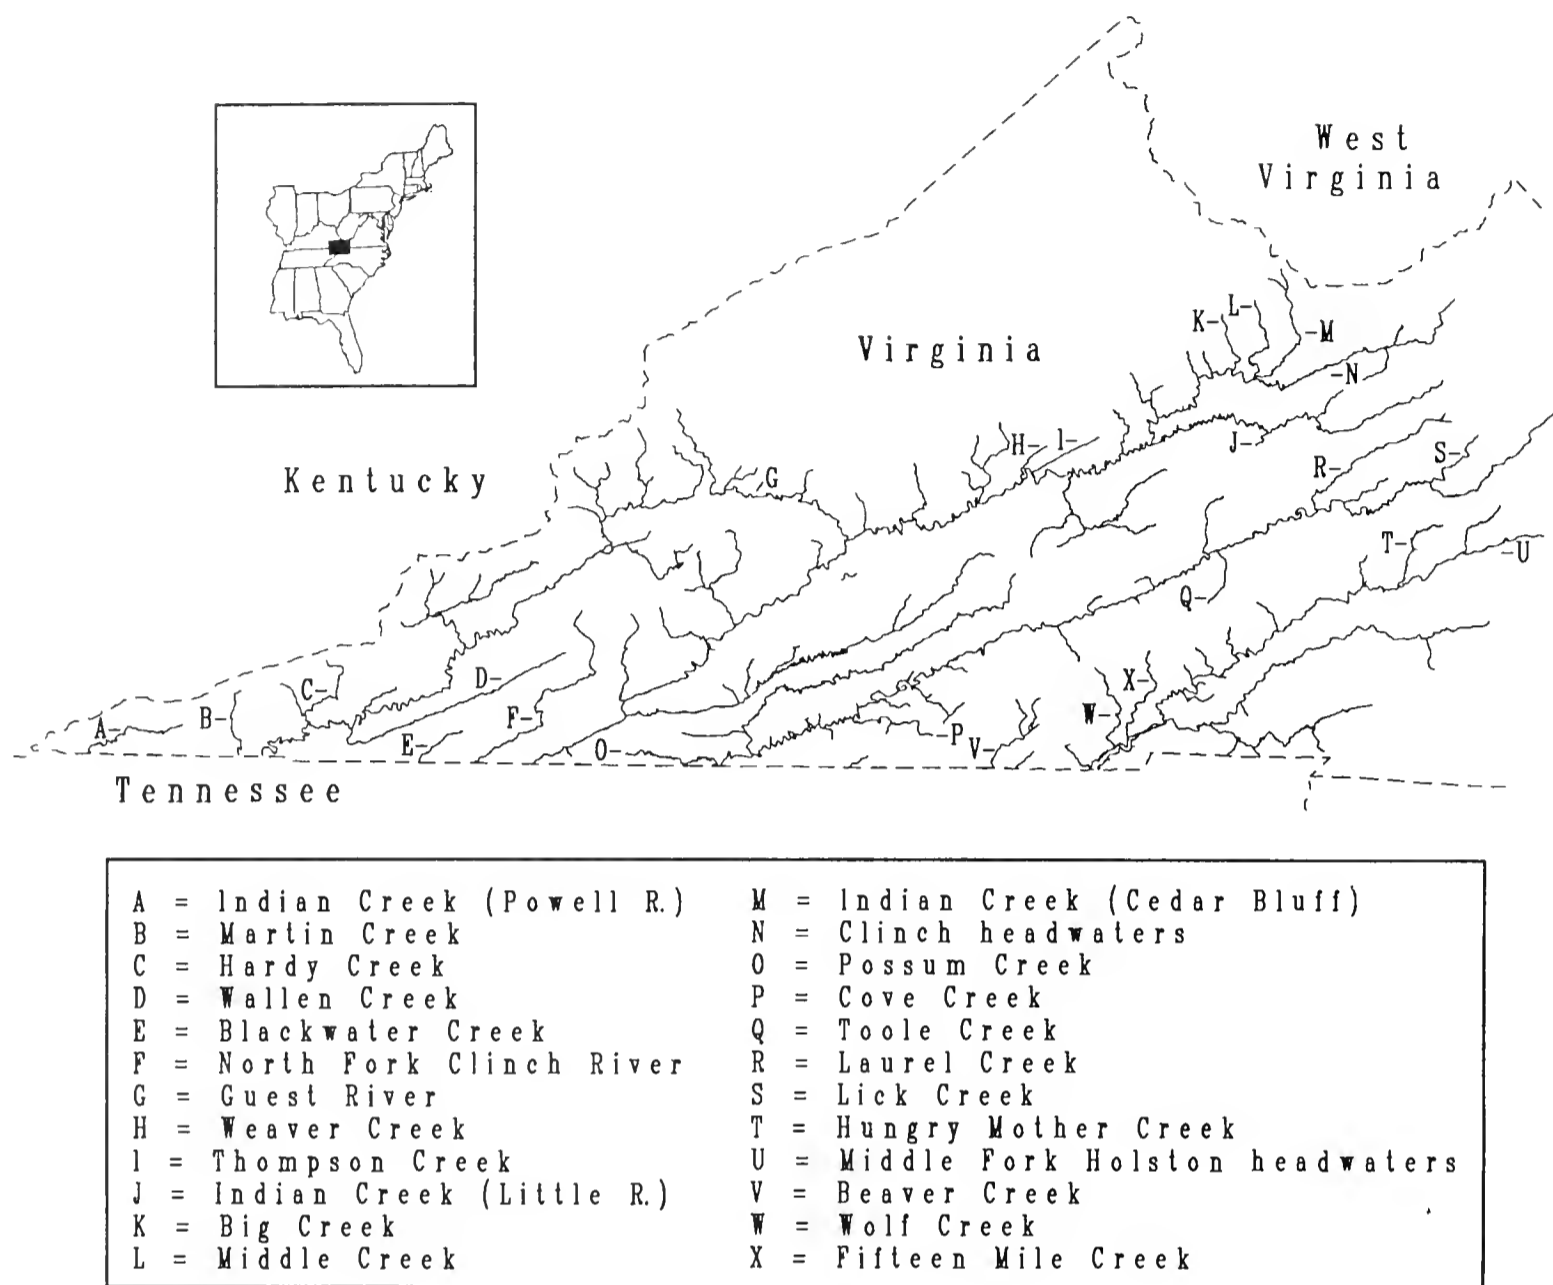 West
Virginia
L-
K-
-M
Virginia
-N
H-
I-
J-
S-
Kentucky
G
R-
T-
-U
Q-
D-
C-
X-
B-
F-
W-
A-
E-
O-
-P
V-
Tennessee
A = Indian Creek (Powell R.)
B = Martin Creek
C = Hardy Creek
D = Wallen Creek
E = Blackwater Creek
F = North Fork Clinch River
G = Guest River
H = Weaver Creek
I = Thompson Creek
J = Indian Creek (Little R.)
K = Big Creek
L = Middle Creek
M = Indian Creek (Cedar Bluff)
N = Clinch headwaters
O = Possum Creek
P = Cove Creek
Q = Toole Creek
R = Laurel Creek
S = Lick Creek
T = Hungry Mother Creek
U = Middle Fork Holston headwaters
V = Beaver Creek
W = Wolf Creek
X = Fifteen Mile Creek